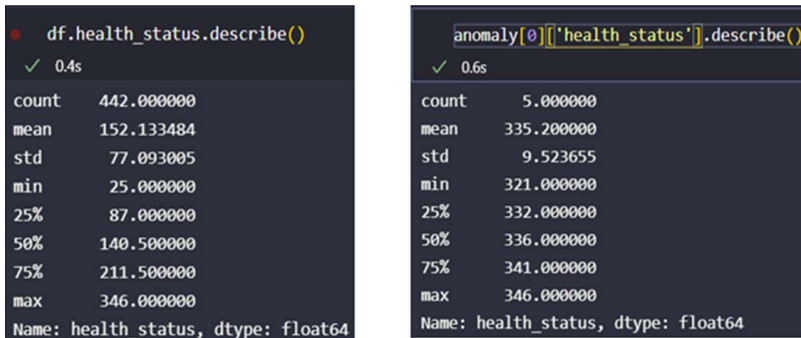 df.health_status.describe()
✓ 0.4s
count 442.000000
mean 152.133484
std 77.093005
min 25.000000
25% 87.000000
50% 140.500000
75% 211.500000
max 346.000000
Name: health_status, dtype: float64
anomaly[0]['health_status'].describe()
✓ 0.6s
count 5.000000
mean 335.200000
std 9.523655
min 321.000000
25% 332.000000
50% 336.000000
75% 341.000000
max 346.000000
Name: health_status, dtype: float64